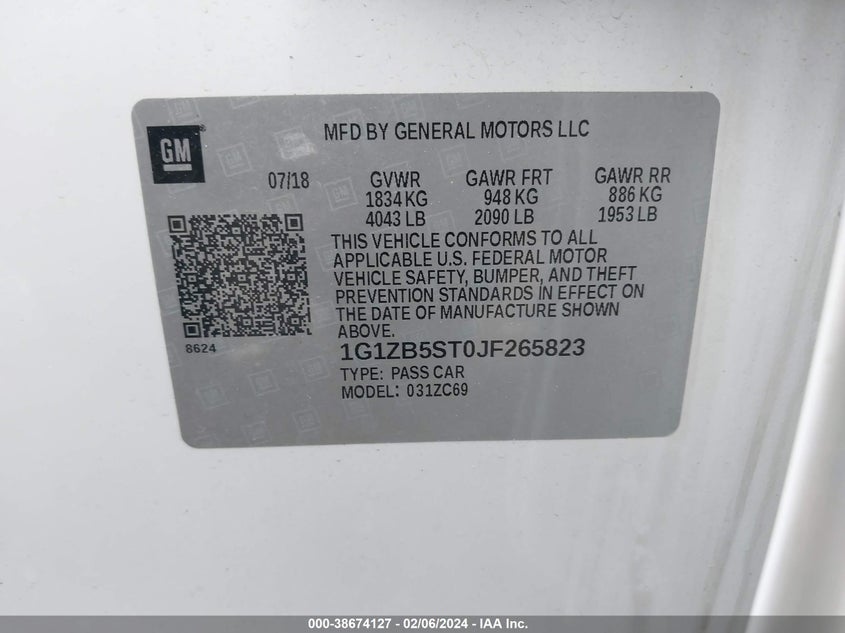 MFD BY GENERAL MOTORS LLC
GM
07/18 GVWR GAWR FRT GAWR RR
1834 KG 948 KG 886 KG
4043 LB 2090 LB 1953 LB
THIS VEHICLE CONFORMS TO ALL
APPLICABLE U.S. FEDERAL MOTOR
VEHICLE SAFETY, BUMPER, AND THEFT
PREVENTION STANDARDS IN EFFECT ON
THE DATE OF MANUFACTURE SHOWN
ABOVE.
8624
1G1ZB5ST0JF265823
TYPE: PASS CAR
MODEL: 031ZC69
000-38674127 - 02/06/2024 - IAA Inc.